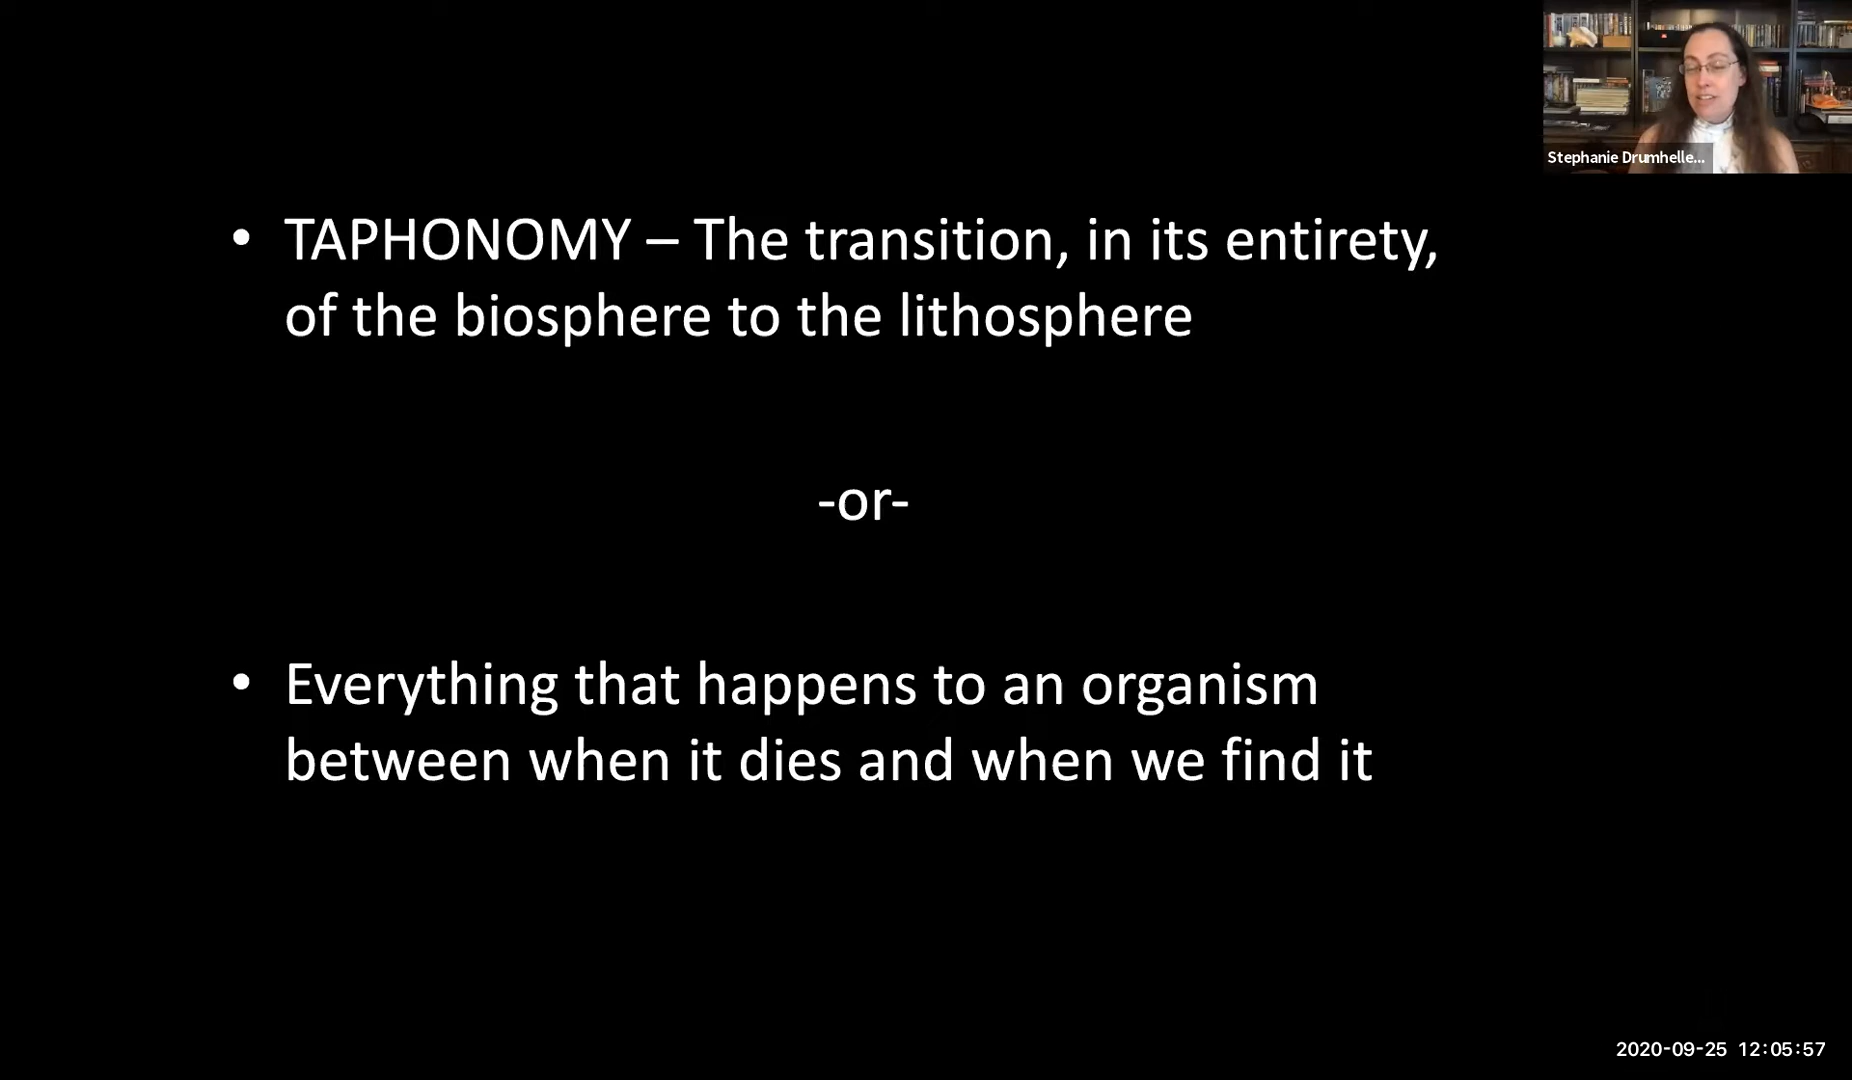 Stephanie Drumhelle...
• TAPHONOMY – The transition, in its entirety,
of the biosphere to the lithosphere
-or-
• Everything that happens to an organism
between when it dies and when we find it
2020-09-25 12:05:57